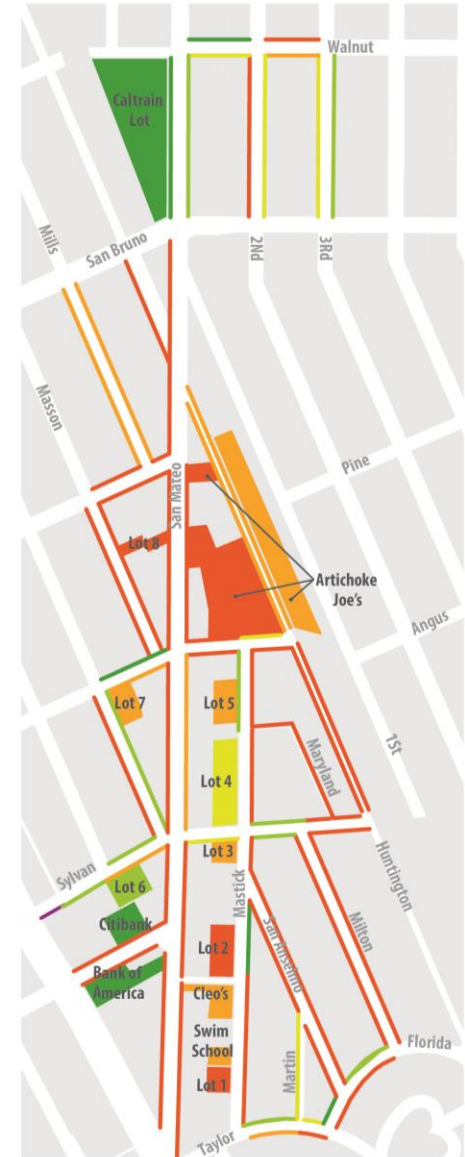 Walnut
Caltrain
Lot
Mills
San Bruno
2Nd
3Rd
Masson
Pine
San Mateo
Lot 8
Artichoke
Joe's
Angus
Lot 7
Lot 5
1St
Maryland
Lot 4
Sylvan
Lot 3
Huntington
Lot 6
Mastick
Citibank
San Anselmo
Milton
Lot 2
Bank of
America
Cleo's
Swim
School
Florida
Martin
Lot 1
Taylor